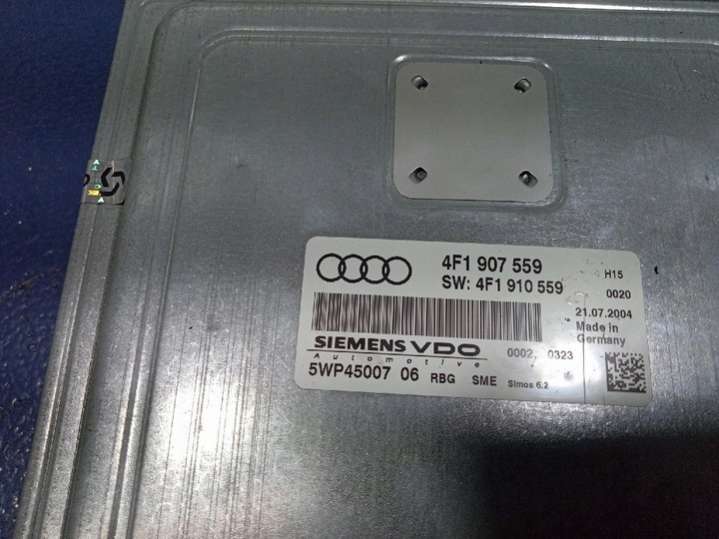 4F1 907 559
H15
SW: 4F1 910 559
0020
21.07.2004
Made in
Germany
SIEMENS VDO
Automotive
0002 0323
5WP45007 06 RBG SME Simos 6.2